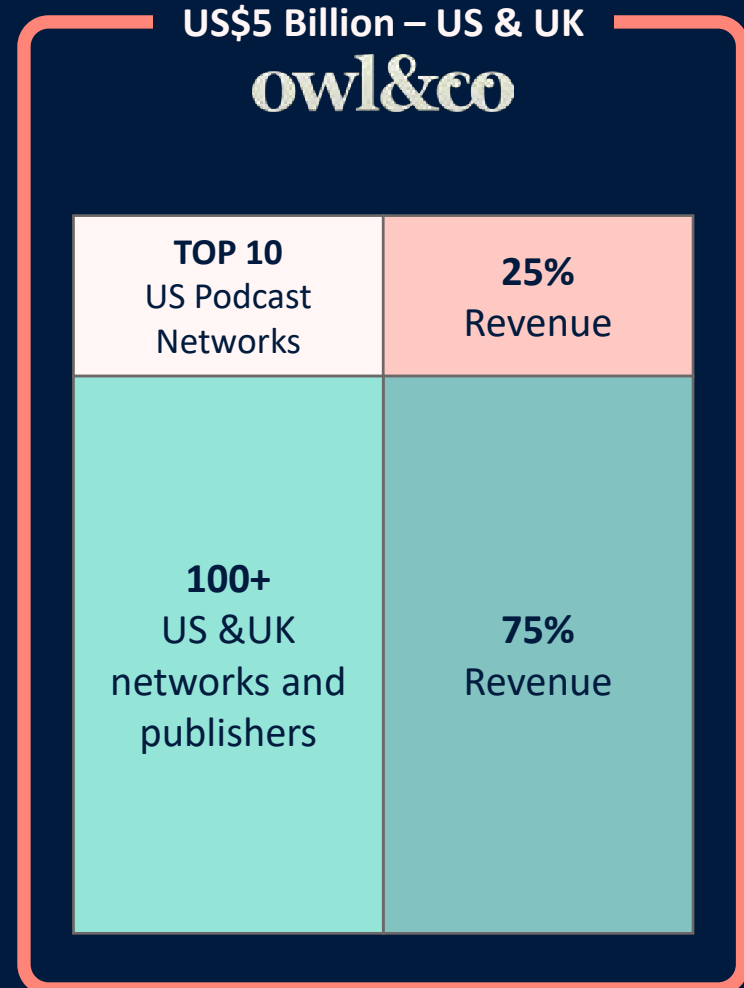 US$5 Billion – US & UK
owl&co
TOP 10
US Podcast
Networks
25%
Revenue
100+
US &UK
networks and
publishers
75%
Revenue